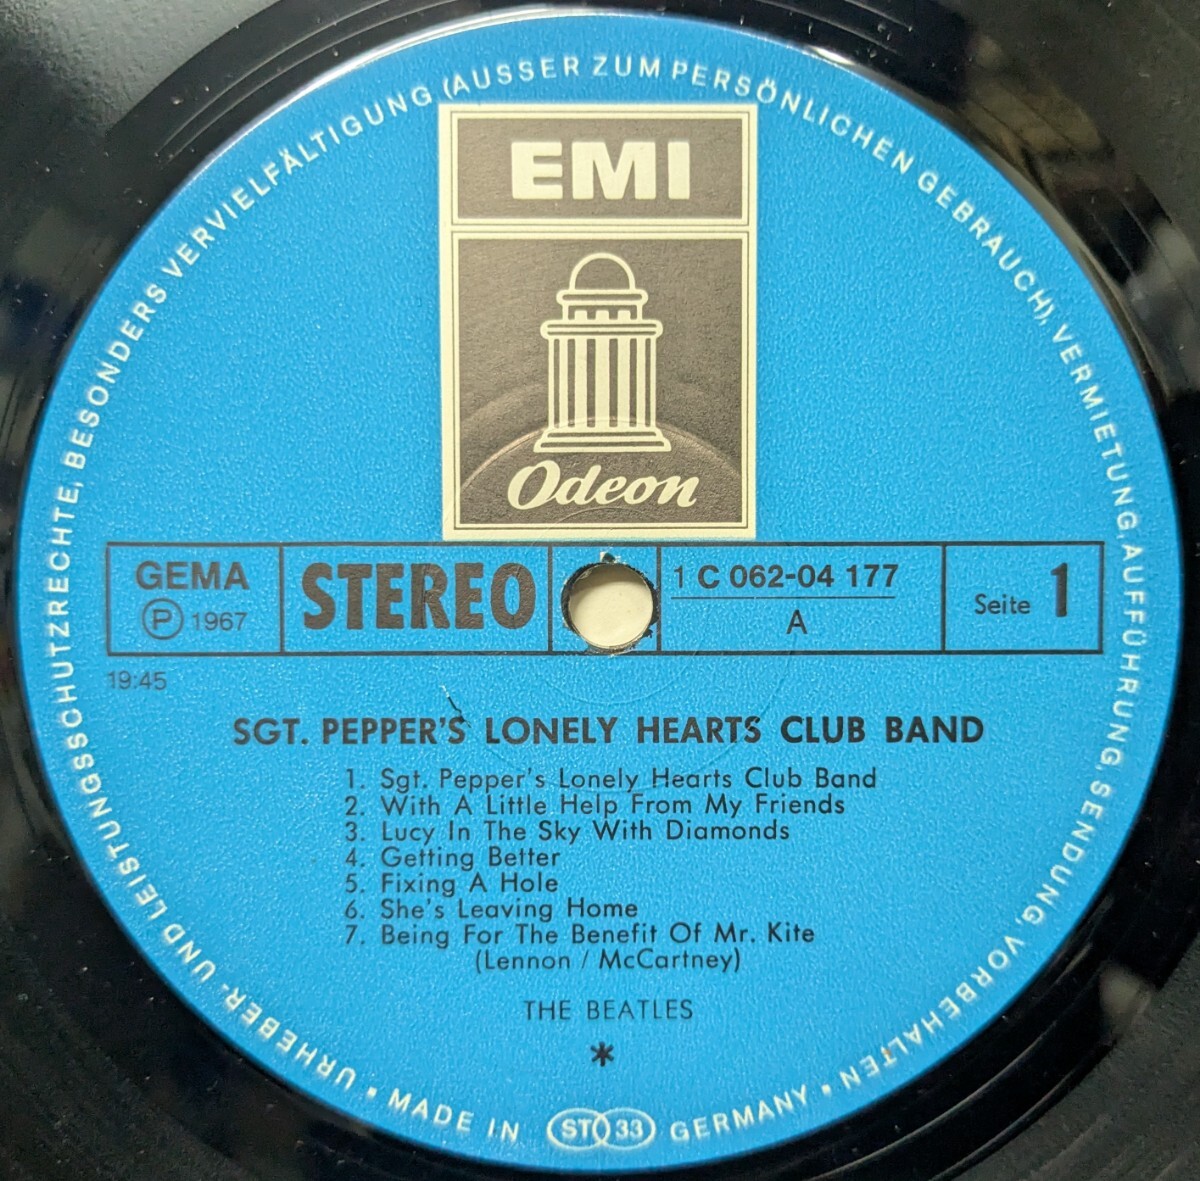 URHEBER- UND LEISTUNGSSCHUTZRECHTE, BESONDERS VERVIELFÄLTIGUNG (AUSSER ZUM PERSÖNLICHEN GEBRAUCH), VERMIETUNG, AUFFÜHRUNG, SENDUNG, VORBEHALTEN •
EMI
Odeon
GEMA
Ⓟ 1967
STEREO
1 C 062-04 177
A
Seite 1
19:45
SGT. PEPPER'S LONELY HEARTS CLUB BAND
1. Sgt. Pepper's Lonely Hearts Club Band
2. With A Little Help From My Friends
3. Lucy In The Sky With Diamonds
4. Getting Better
5. Fixing A Hole
6. She's Leaving Home
7. Being For The Benefit Of Mr. Kite
(Lennon / McCartney)
THE BEATLES
*
• MADE IN ST 33 GERMANY •